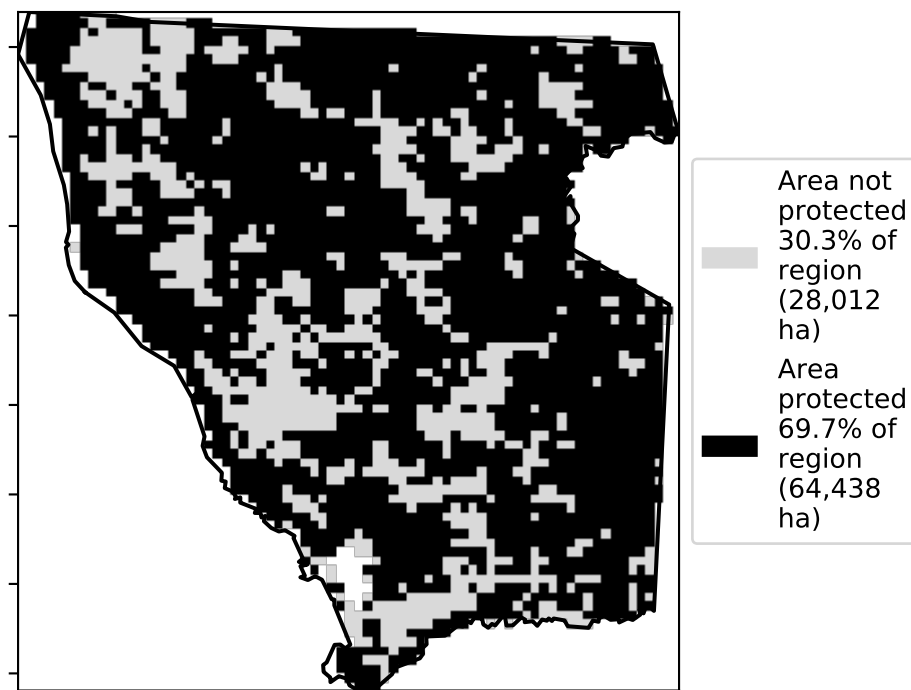 Area not
protected
30.3% of
region
(28,012
ha)
Area
protected
69.7% of
region
(64,438
ha)